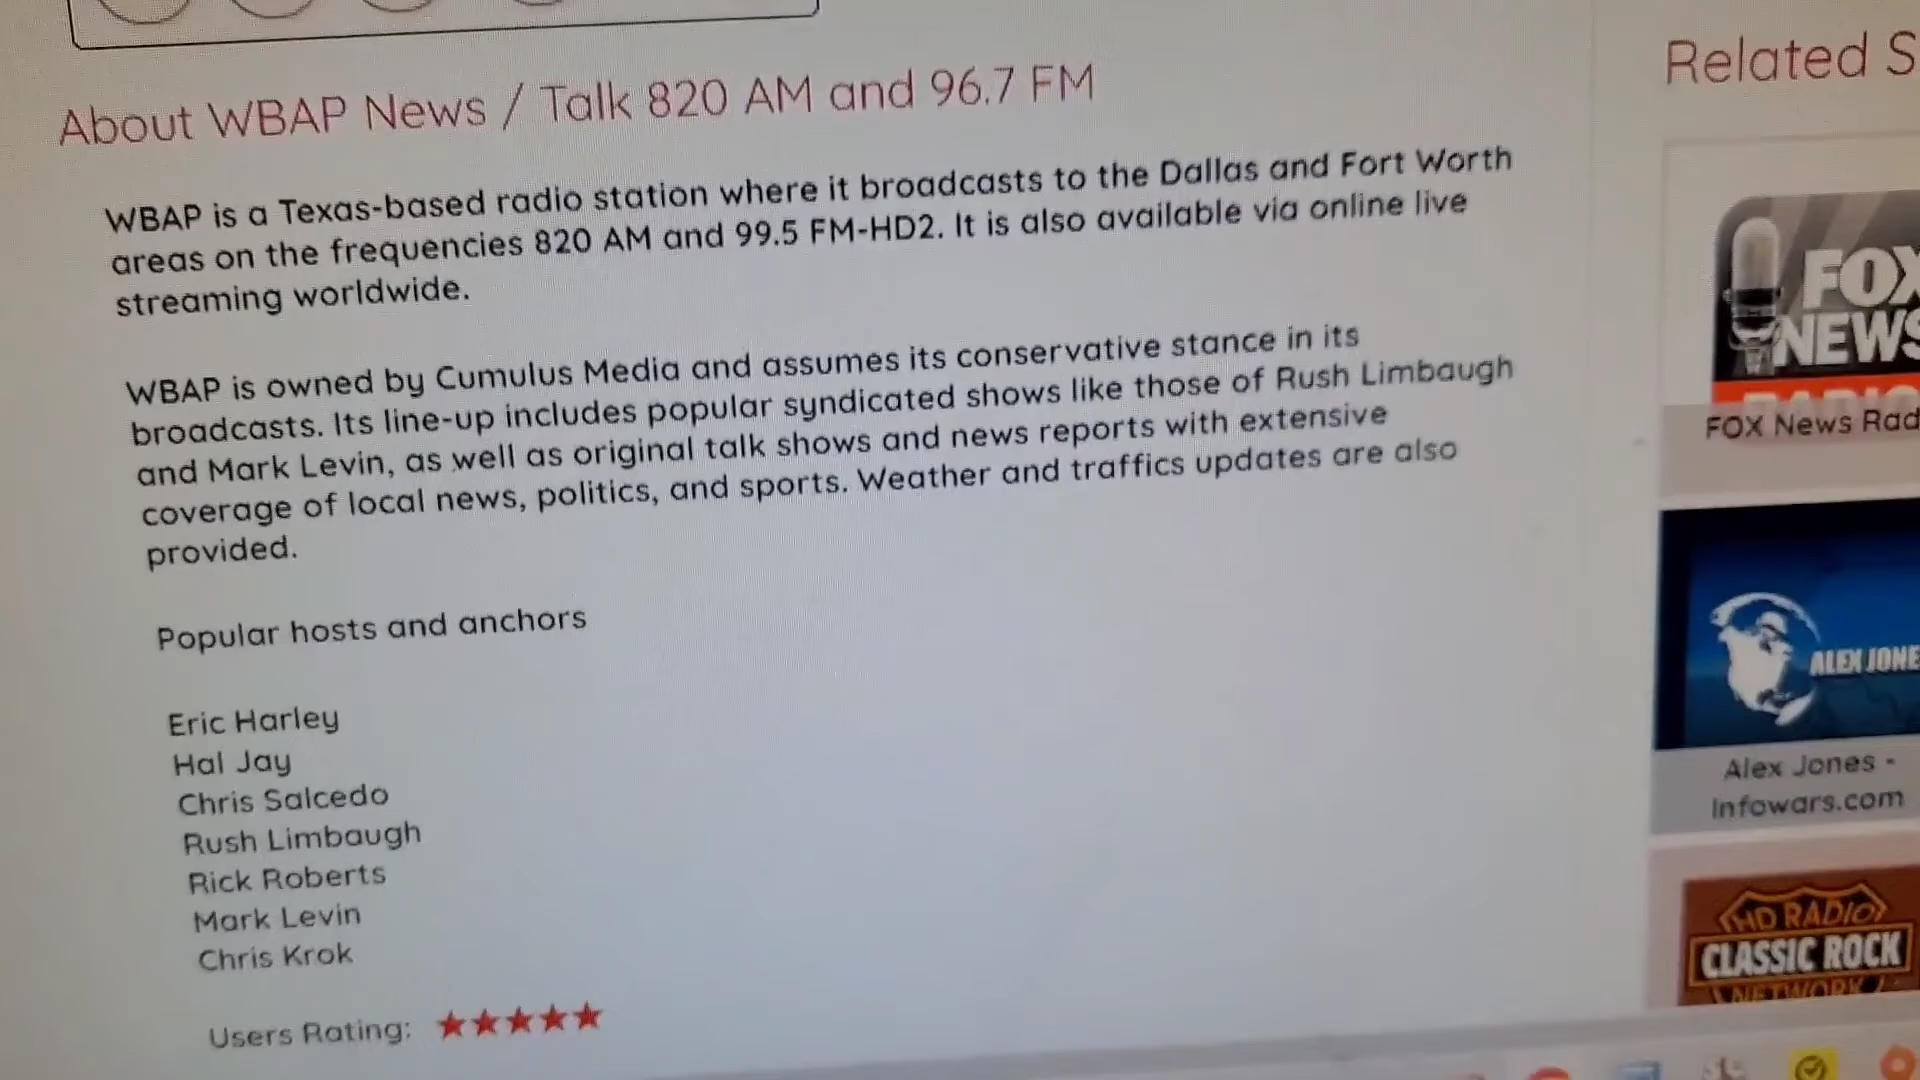 About WBAP News / Talk 820 AM and 96.7 FM
WBAP is a Texas-based radio station where it broadcasts to the Dallas and Fort Worth
areas on the frequencies 820 AM and 99.5 FM-HD2. It is also available via online live
streaming worldwide.
WBAP is owned by Cumulus Media and assumes its conservative stance in its
broadcasts. Its line-up includes popular syndicated shows like those of Rush Limbaugh
and Mark Levin, as well as original talk shows and news reports with extensive
coverage of local news, politics, and sports. Weather and traffics updates are also
provided.
Popular hosts and anchors
Eric Harley
Hal Jay
Chris Salcedo
Rush Limbaugh
Rick Roberts
Mark Levin
Chris Krok
Users Rating:
Related S
FOX
NEWS
RADIO
FOX News Rad
ALEX JONE
Alex Jones -
Infowars.com
HD RADIO
CLASSIC ROCK
NETWORK